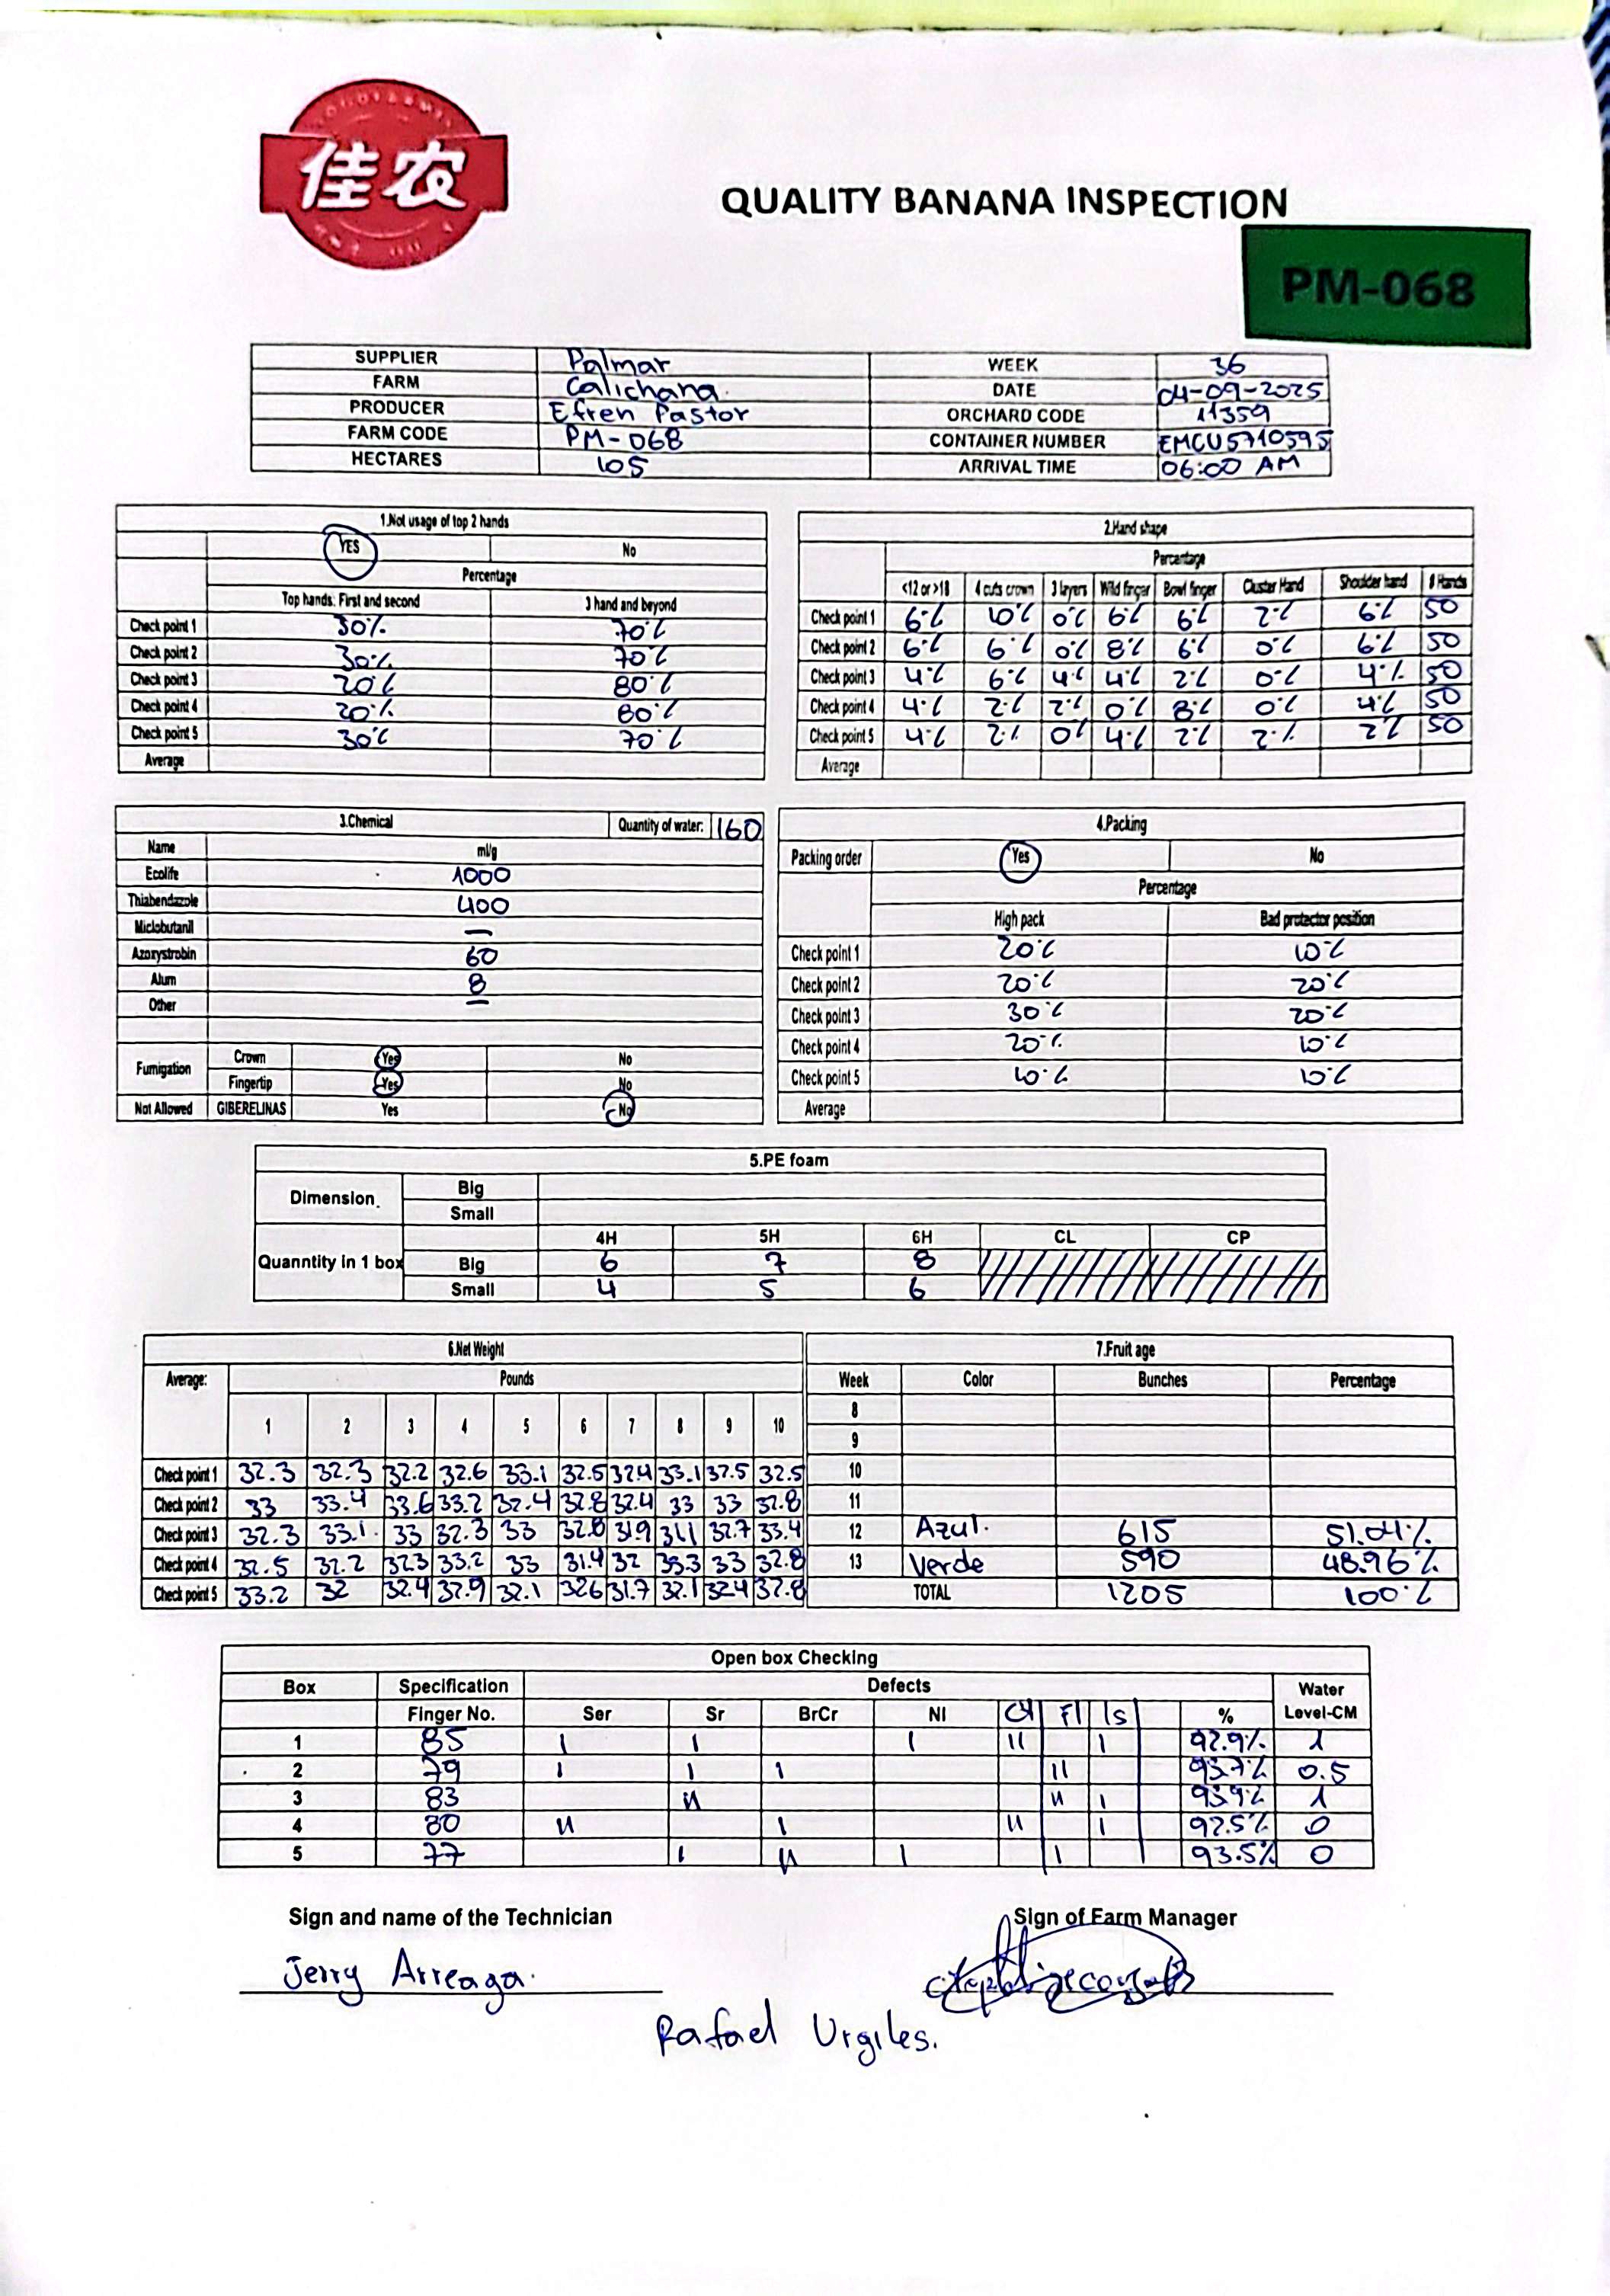 佳农
QUALITY BANANA INSPECTION
PM-068
SUPPLIER Palmar WEEK 36
FARM Calichana. DATE 04-09-2025
PRODUCER Efren Pastor ORCHARD CODE 11359
FARM CODE PM-068 CONTAINER NUMBER EMCU5710595
HECTARES 105 ARRIVAL TIME 06:00 AM
1.Not usage of top 2 hands
YES No
Percentage
Top hands: First and second 3 hand and beyond
Check point 1 30% 70%
Check point 2 30% 70%
Check point 3 20% 80%
Check point 4 20% 80%
Check point 5 30% 70%
Average
2.Hand shape
Percentage
<12 or >18 4 cuts crown 3 layers Wild finger Bowl finger Cluster Hand Shoulder hand # Hands
Check point 1 6% 10% 0% 6% 6% 2% 6% 50
Check point 2 6% 6% 0% 8% 6% 0% 6% 50
Check point 3 4% 6% 4% 4% 2% 0% 4% 50
Check point 4 4% 2% 2% 0% 8% 0% 4% 50
Check point 5 4% 2% 0% 4% 2% 2% 2% 50
Average
3.Chemical Quantity of water: 160
Name ml/g
Ecolife 1000
Thiabendazole 400
Miclobutanil —
Azoxystrobin 60
Alum 8
Other —
Fumigation Crown Yes No
Fingertip Yes No
Not Allowed GIBERELINAS Yes No
4.Packing
Packing order Yes No
Percentage
High pack Bad protector position
Check point 1 20% 10%
Check point 2 20% 20%
Check point 3 30% 20%
Check point 4 20% 10%
Check point 5 10% 10%
Average
5.PE foam
Dimension. Big
Small
4H 5H 6H CL CP
Quanntity in 1 box Big 6 7 8
Small 4 5 6
6.Net Weight
Average: Pounds
1 2 3 4 5 6 7 8 9 10
Check point 1 32.3 32.3 32.2 32.6 33.1 32.5 32.4 33.1 32.5 32.5
Check point 2 33 33.4 33.6 33.2 32.4 32.8 32.4 33 33 32.8
Check point 3 32.3 33.1 33 32.3 33 32.8 31.9 31.1 32.7 33.4
Check point 4 32.5 32.2 32.3 33.2 33 31.4 32 33.3 33 32.8
Check point 5 33.2 32 32.4 32.9 32.1 32.6 31.7 32.1 32.4 32.8
7.Fruit age
Week Color Bunches Percentage
8
9
10
11
12 Azul. 615 51.04%
13 Verde 590 48.96%
TOTAL 1205 100%
Open box Checking
Box Specification Defects Water
Finger No. Ser Sr BrCr NI CH Fl Is % Level-CM
1 85 I I I II I 92.9% 1
2 79 I I I II 93.7% 0.5
3 83 II II I 93.9% 1
4 80 II I II I 92.5% 0
5 77 I II I I 93.5% 0
Sign and name of the Technician Sign of Farm Manager
Jerry Arreaga.
Rafael Urgiles.